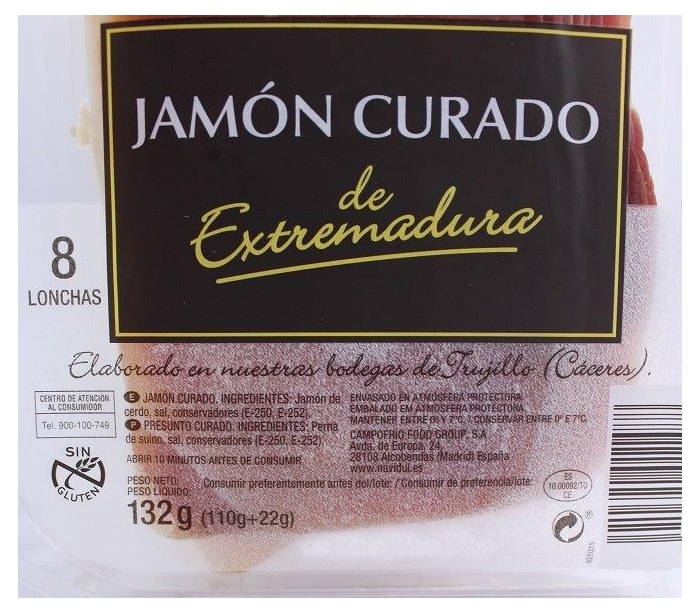 JAMÓN CURADO
de
Extremadura
8
LONCHAS
Elaborado en nuestras bodegas de Trujillo (Cáceres).
CENTRO DE ATENCIÓN
AL CONSUMIDOR
Tel. 900-100-749
SIN
GLUTEN
E JAMÓN CURADO. INGREDIENTES: Jamón de
cerdo, sal, conservadores (E-250, E-252).
P PRESUNTO CURADO. INGREDIENTES: Perna
de suino, sal, conservadores (E-250, E-252).
ABRIR 10 MINUTOS ANTES DE CONSUMIR
ENVASADO EN ATMÓSFERA PROTECTORA
EMBALADO EM ATMOSFERA PROTECTORA
MANTENER ENTRE 0 Y 7ºC. / CONSERVAR ENTRE 0º E 7ºC.
CAMPOFRÍO FOOD GROUP, S.A
Avda. de Europa, 24
28108 Alcobendas (Madrid) España
www.navidul.es
PESO NETO:
PESO LÍQUIDO:
Consumir preferentemente antes del/lote: / Consumir de preferência/lote:
132g (110g+22g)
ES
10.00092/TO
CE